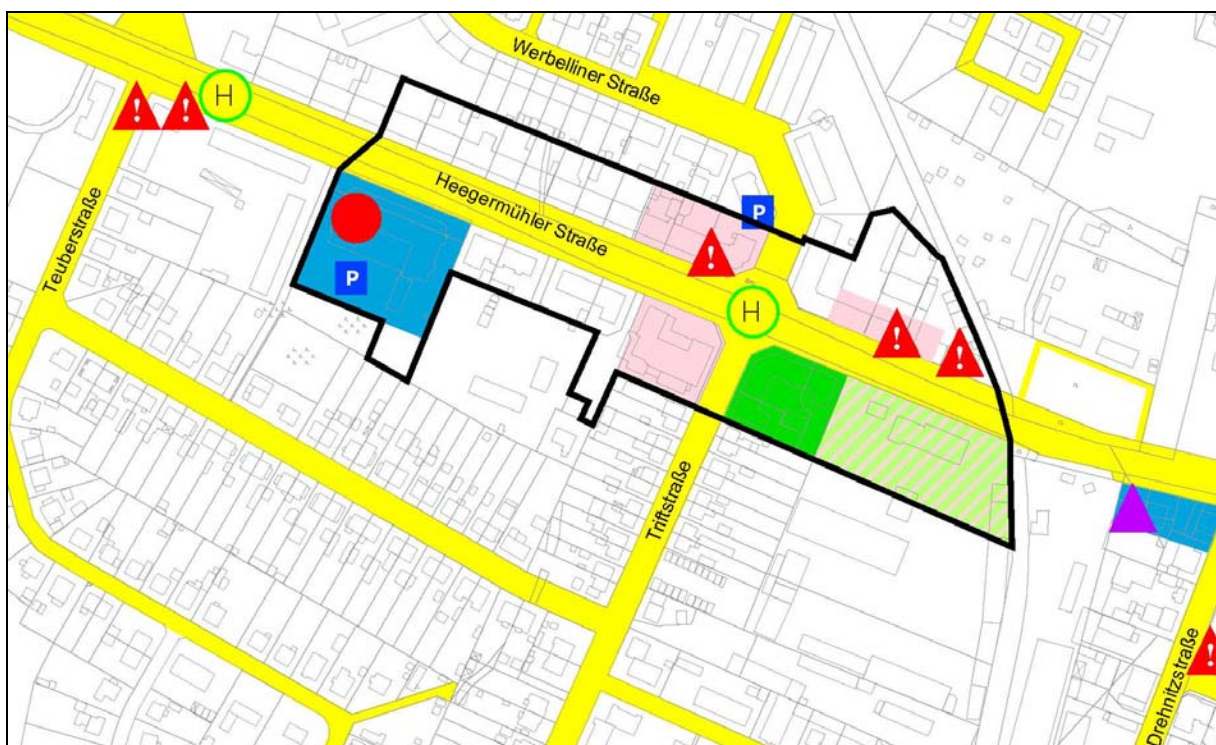 Werbelliner Straße
! ! H
Heegermühler Straße
Teuberstraße
P
!
P
H
! !
Triftstraße
Drehnitzstraße
!